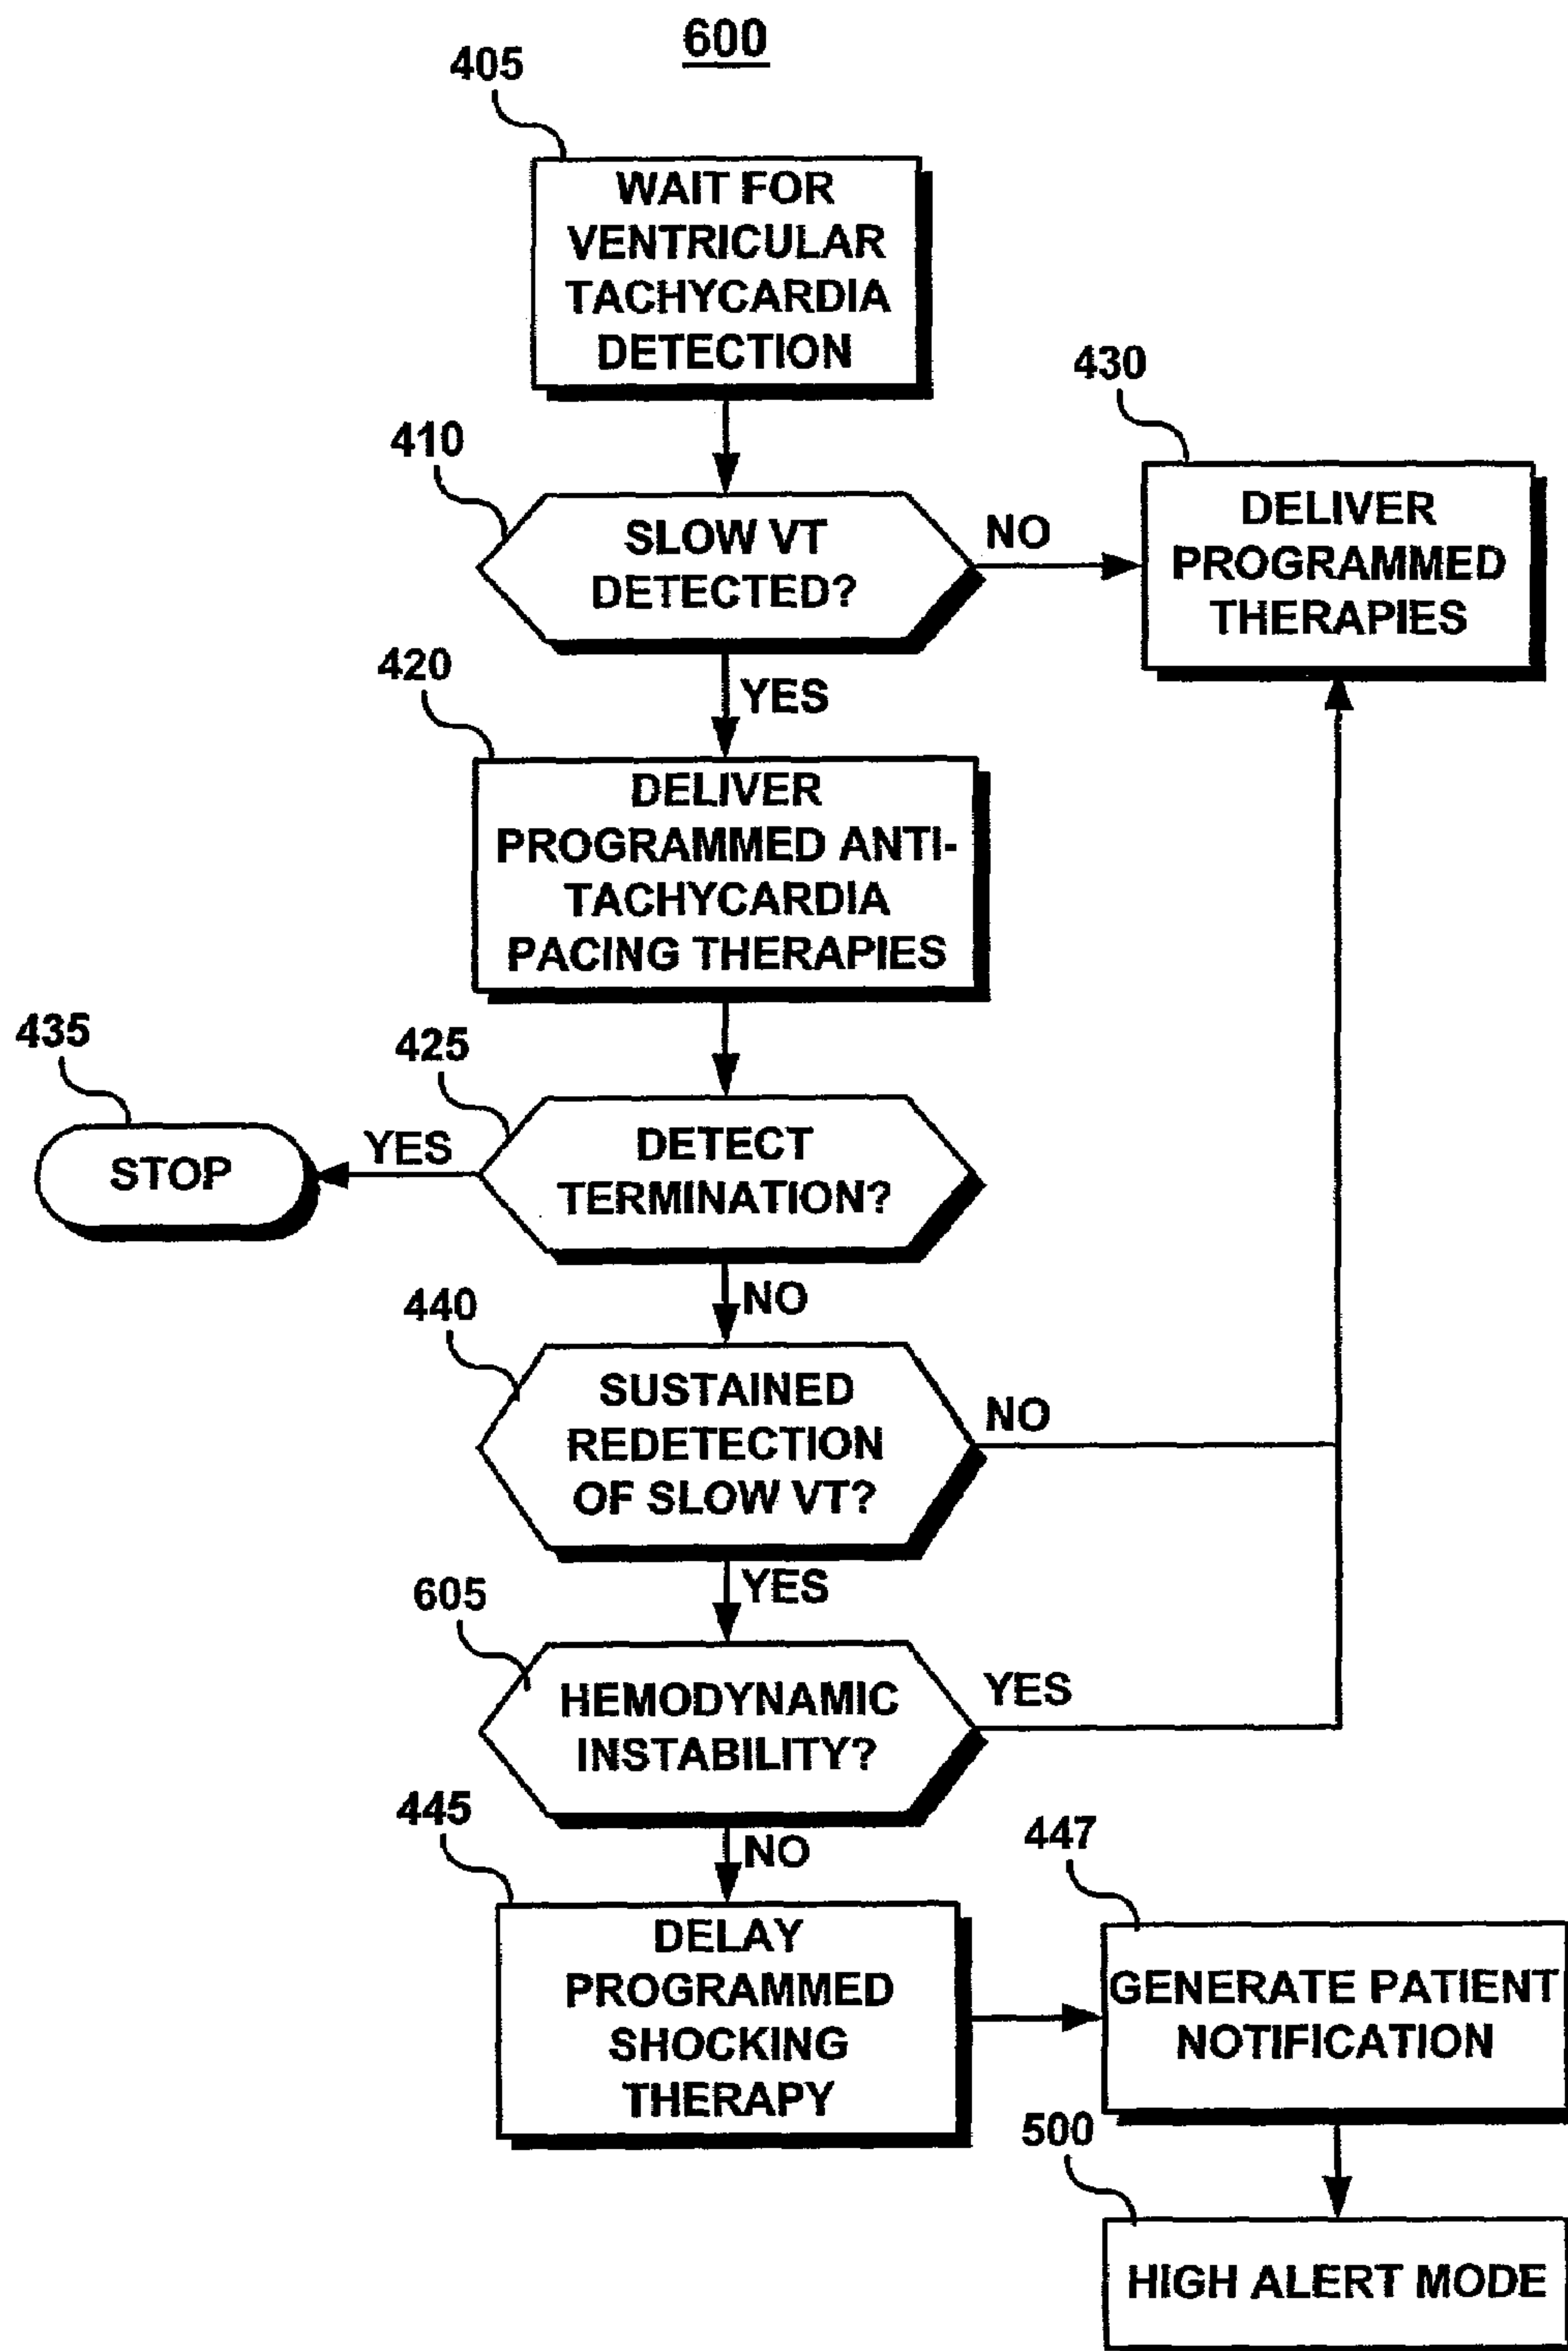 600
405
WAIT FOR
VENTRICULAR
TACHYCARDIA
DETECTION
410
SLOW VT
DETECTED?
NO
430
DELIVER
PROGRAMMED
THERAPIES
YES
420
DELIVER
PROGRAMMED ANTI-
TACHYCARDIA
PACING THERAPIES
425
DETECT
TERMINATION?
YES
435
STOP
NO
440
SUSTAINED
REDETECTION
OF SLOW VT?
NO
YES
605
HEMODYNAMIC
INSTABILITY?
YES
NO
445
DELAY
PROGRAMMED
SHOCKING
THERAPY
447
GENERATE PATIENT
NOTIFICATION
500
HIGH ALERT MODE